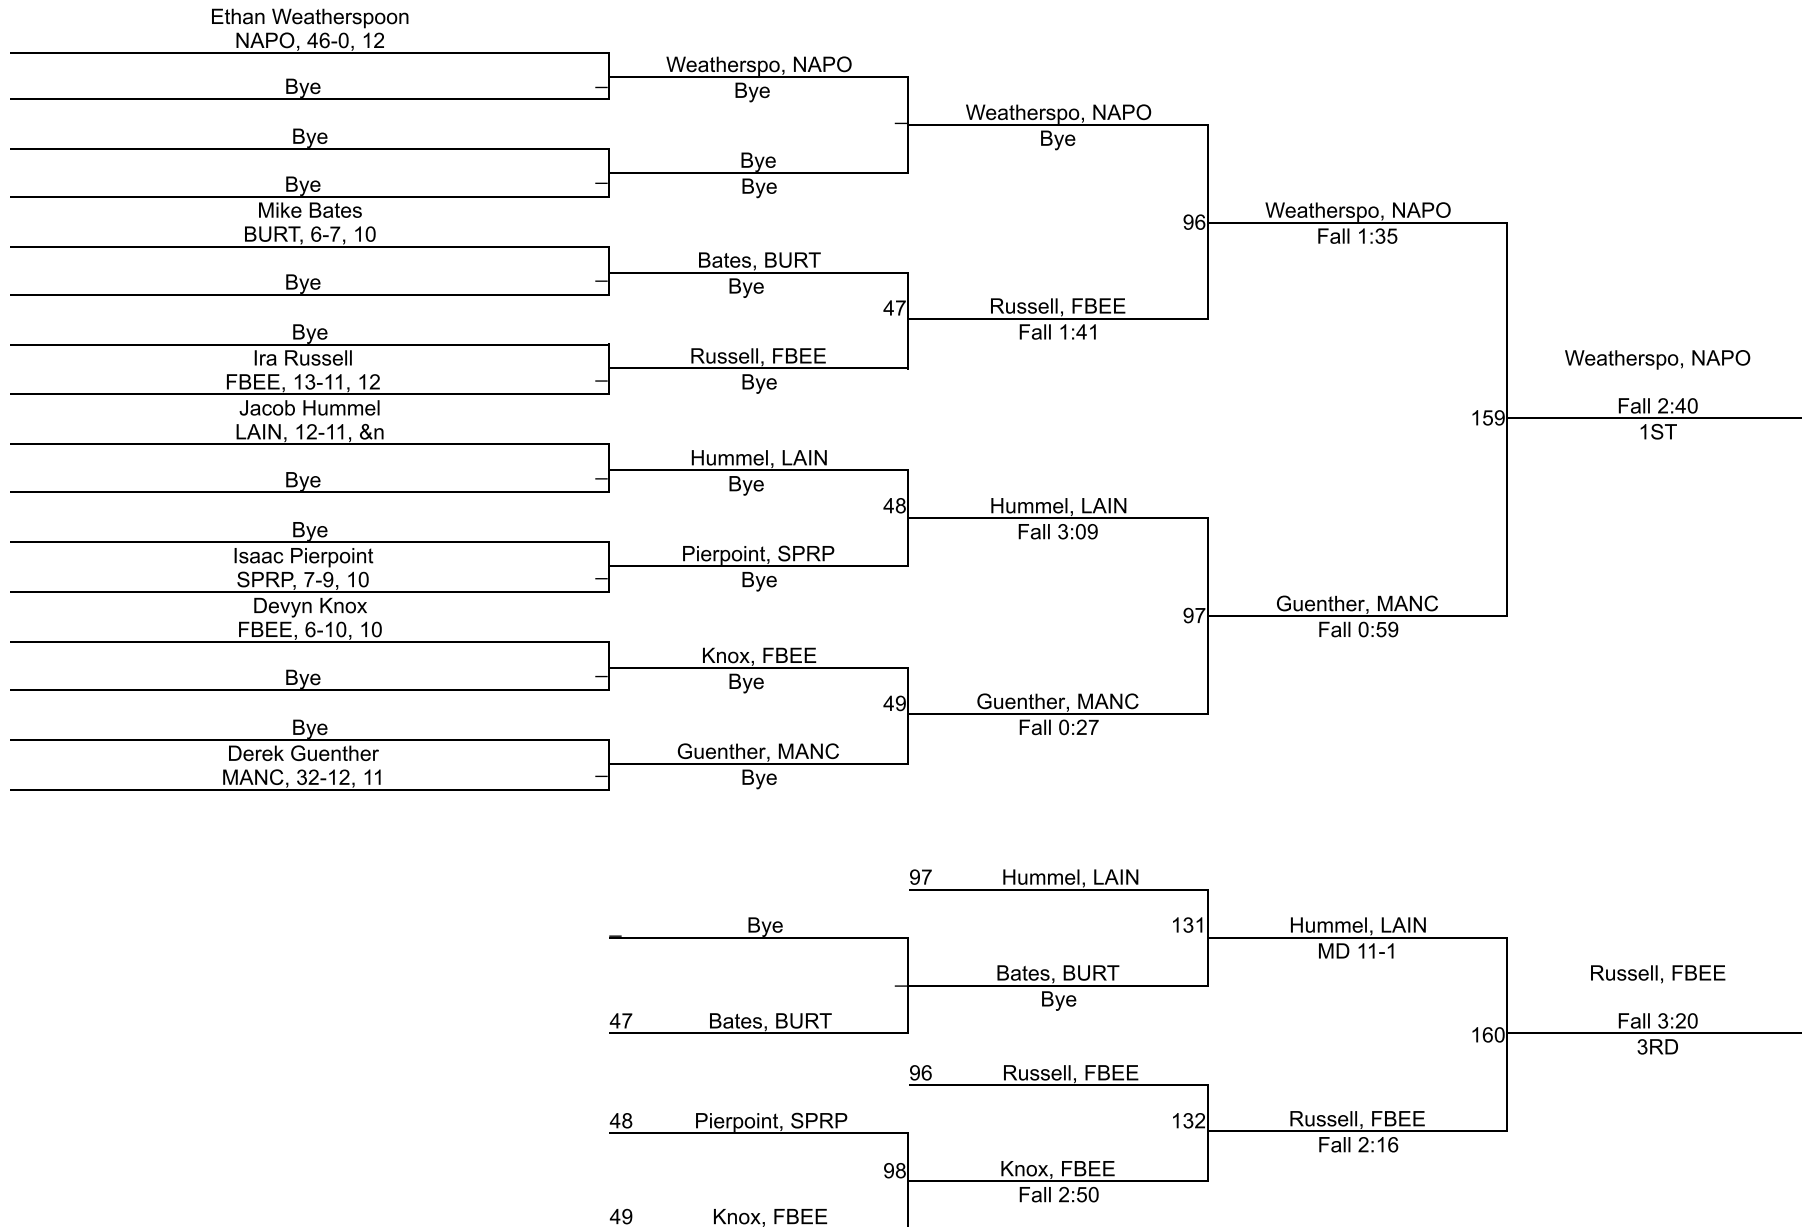 Ethan Weatherspoon
NAPO, 46-0, 12
Bye
Bye
Bye
Mike Bates
BURT, 6-7, 10
Bye
Bye
Ira Russell
FBEE, 13-11, 12
Jacob Hummel
LAIN, 12-11, &n
Bye
Bye
Isaac Pierpoint
SPRP, 7-9, 10
Devyn Knox
FBEE, 6-10, 10
Bye
Bye
Derek Guenther
MANC, 32-12, 11
Weatherspo, NAPO
Bye
Bye
Bye
Bates, BURT
Bye
47
Russell, FBEE
Bye
Hummel, LAIN
Bye
48
Pierpoint, SPRP
Bye
Knox, FBEE
Bye
49
Guenther, MANC
Bye
Weatherspo, NAPO
Bye
96
Russell, FBEE
Fall 1:41
Hummel, LAIN
Fall 3:09
97
Guenther, MANC
Fall 0:27
Weatherspo, NAPO
Fall 1:35
159
Guenther, MANC
Fall 0:59
Weatherspo, NAPO
Fall 2:40
1ST
Bye
47 Bates, BURT
48 Pierpoint, SPRP
98
49 Knox, FBEE
97 Hummel, LAIN
131
Bates, BURT
Bye
96 Russell, FBEE
132
Knox, FBEE
Fall 2:50
Hummel, LAIN
MD 11-1
160
Russell, FBEE
Fall 2:16
Russell, FBEE
Fall 3:20
3RD